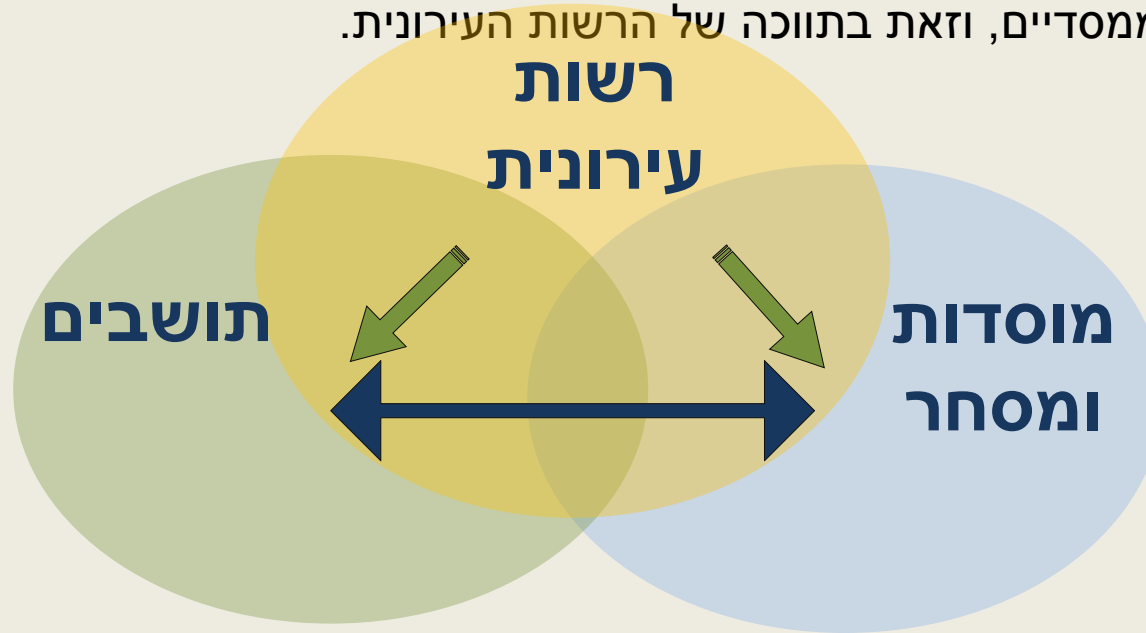 ממסדיים, וזאת בתווכה של הרשות העירונית.
רשות
עירונית
תושבים
מוסדות
ומסחר